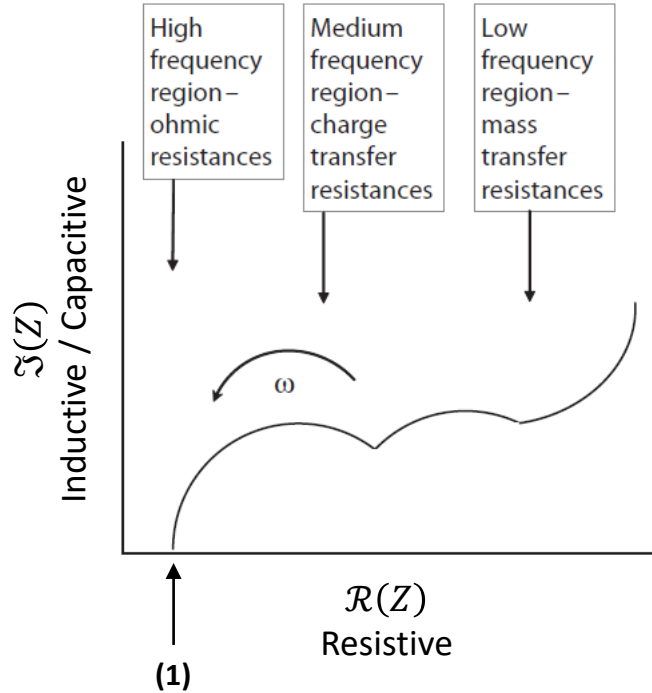 High
frequency
region–
ohmic
resistances
Medium
frequency
region–
charge
transfer
resistances
Low
frequency
region–
mass
transfer
resistances
ℑ(Z)
Inductive / Capacitive
ω
ℛ(Z)
Resistive
(1)